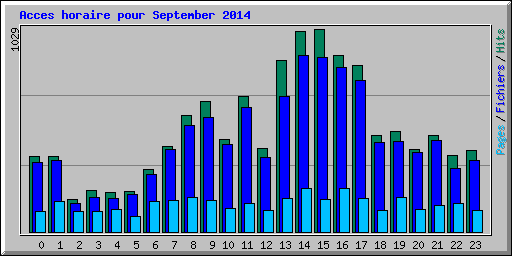 Acces horaire pour September 2014
1029
Pages / Fichiers / Hits
0 1 2 3 4 5 6 7 8 9 10 11 12 13 14 15 16 17 18 19 20 21 22 23